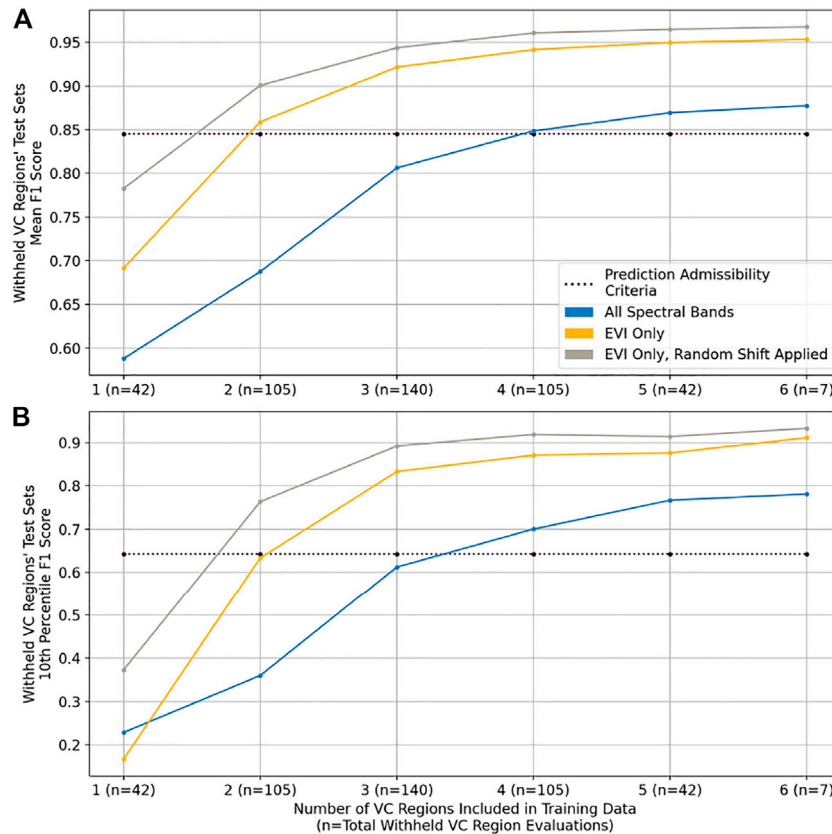 A
Withheld VC Regions' Test Sets
Mean F1 Score
0.95
0.90
0.85
0.80
0.75
0.70
0.65
0.60
Prediction Admissibility
Criteria
All Spectral Bands
EVI Only
EVI Only, Random Shift Applied
1 (n=42)
2 (n=105)
3 (n=140)
4 (n=105)
5 (n=42)
6 (n=7)
B
Withheld VC Regions' Test Sets
10th Percentile F1 Score
0.9
0.8
0.7
0.6
0.5
0.4
0.3
0.2
1 (n=42)
2 (n=105)
3 (n=140)
4 (n=105)
5 (n=42)
6 (n=7)
Number of VC Regions Included in Training Data
(n=Total Withheld VC Region Evaluations)